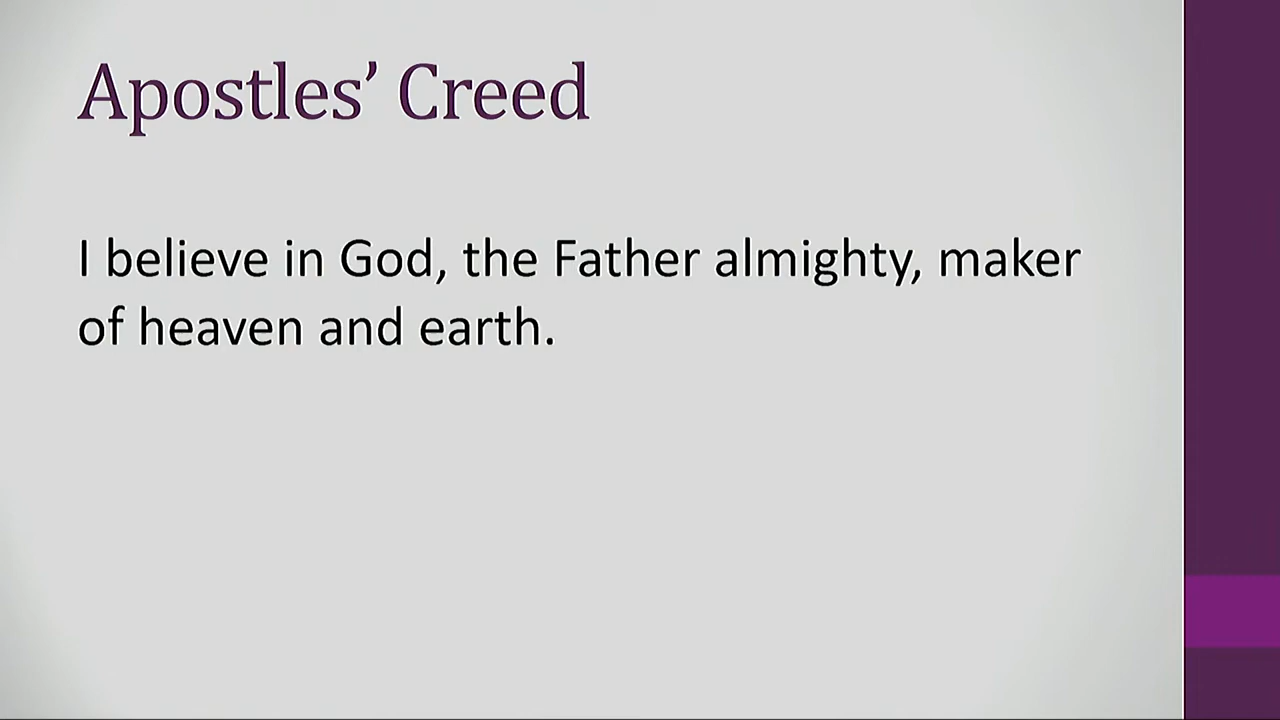 Apostles’ Creed
I believe in God, the Father almighty, maker
of heaven and earth.